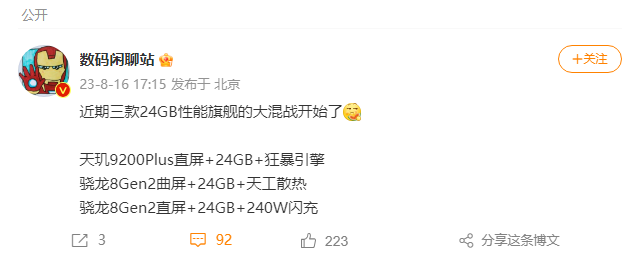 公开
数码闲聊站
+关注
23-8-16 17:15 发布于 北京
近期三款24GB性能旗舰的大混战开始了
天玑9200Plus直屏+24GB+狂暴引擎
骁龙8Gen2曲屏+24GB+天工散热
骁龙8Gen2直屏+24GB+240W闪充
3 92 223 分享这条博文